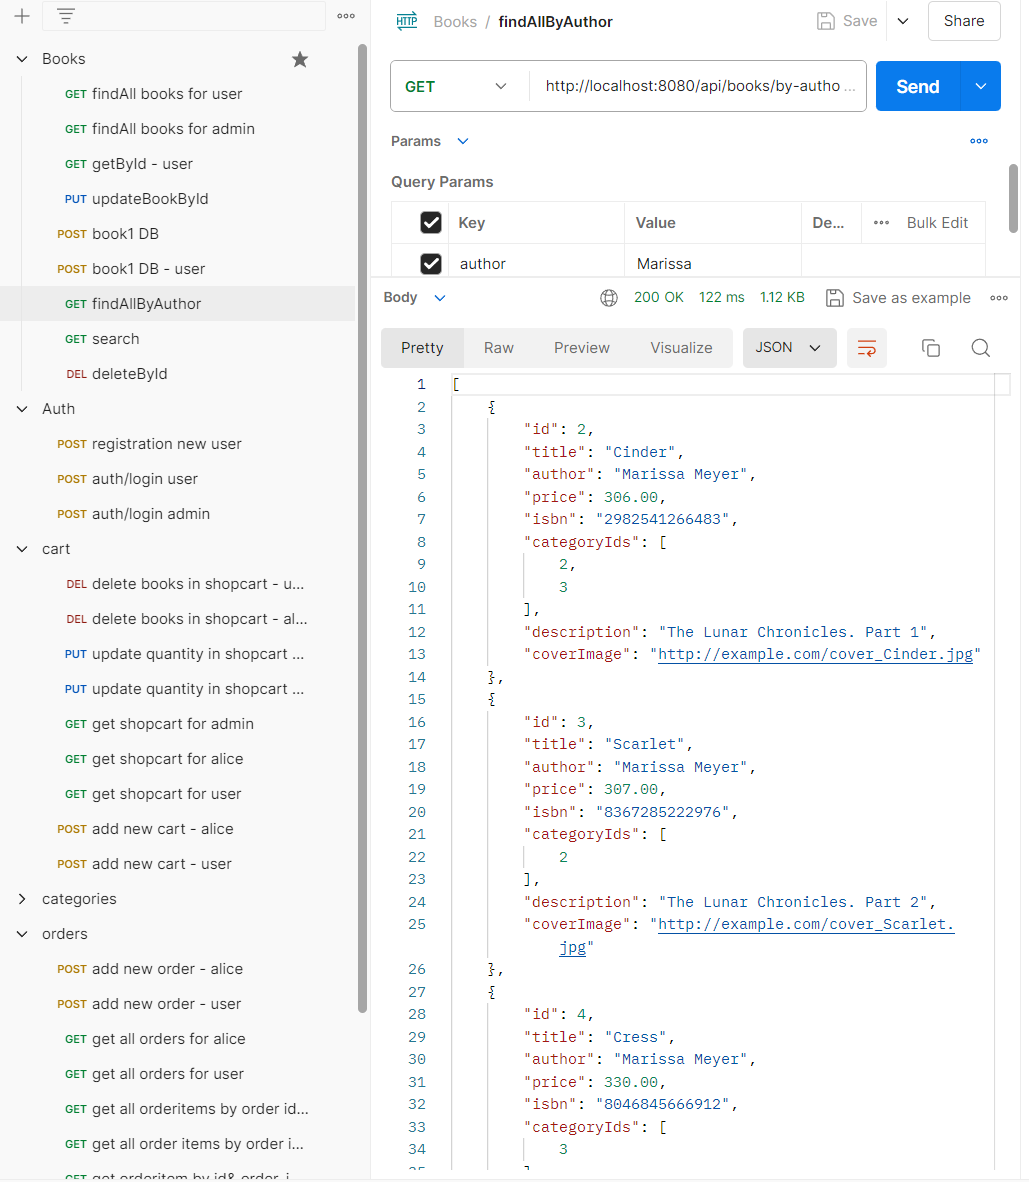 Books
GET findAll books for user
GET findAll books for admin
GET getById - user
PUT updateBookById
POST book1 DB
POST book1 DB - user
GET findAllByAuthor
GET search
DEL deleteById
Auth
POST registration new user
POST auth/login user
POST auth/login admin
cart
DEL delete books in shopcart - u...
DEL delete books in shopcart - al...
PUT update quantity in shopcart ...
PUT update quantity in shopcart ...
GET get shopcart for admin
GET get shopcart for alice
GET get shopcart for user
POST add new cart - alice
POST add new cart - user
categories
orders
POST add new order - alice
POST add new order - user
GET get all orders for alice
GET get all orders for user
GET get all orderitems by order id...
GET get all order items by order i...
GET get orderitem by id& order_i
HTTP Books / findAllByAuthor Save Share
GET http://localhost:8080/api/books/by-autho ... Send
Params
Query Params
Key Value De... Bulk Edit
author Marissa
Body 200 OK 122 ms 1.12 KB Save as example
Pretty Raw Preview Visualize JSON
1 [
2 {
3 "id": 2,
4 "title": "Cinder",
5 "author": "Marissa Meyer",
6 "price": 306.00,
7 "isbn": "2982541266483",
8 "categoryIds": [
9 2,
10 3
11 ],
12 "description": "The Lunar Chronicles. Part 1",
13 "coverImage": "http://example.com/cover_Cinder.jpg"
14 },
15 {
16 "id": 3,
17 "title": "Scarlet",
18 "author": "Marissa Meyer",
19 "price": 307.00,
20 "isbn": "8367285222976",
21 "categoryIds": [
22 2
23 ],
24 "description": "The Lunar Chronicles. Part 2",
25 "coverImage": "http://example.com/cover_Scarlet.
jpg"
26 },
27 {
28 "id": 4,
29 "title": "Cress",
30 "author": "Marissa Meyer",
31 "price": 330.00,
32 "isbn": "8046845666912",
33 "categoryIds": [
34 3
35 ]